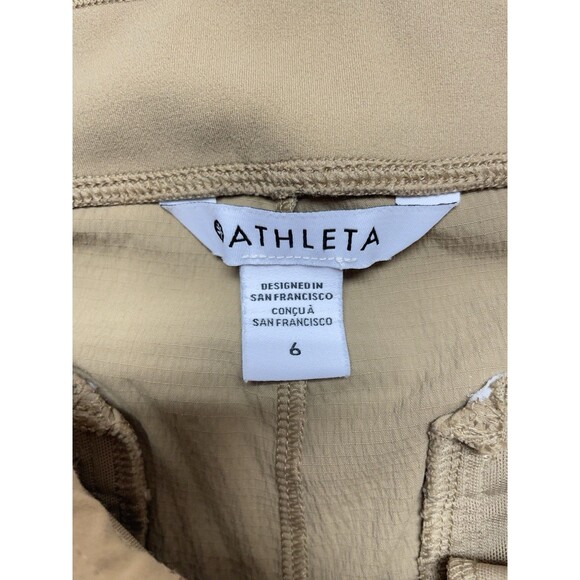 ATHLETA
DESIGNED IN
SAN FRANCISCO
CONÇU À
SAN FRANCISCO
6